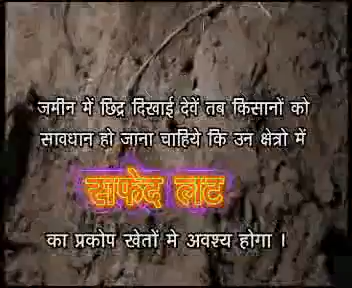 जमीन में छिद्र दिखाई देवें तब किसानों को
सावधान हो जाना चाहिये कि उन क्षेत्रो में
सफेद लट
का प्रकोप खेतों मे अवश्य होगा ।